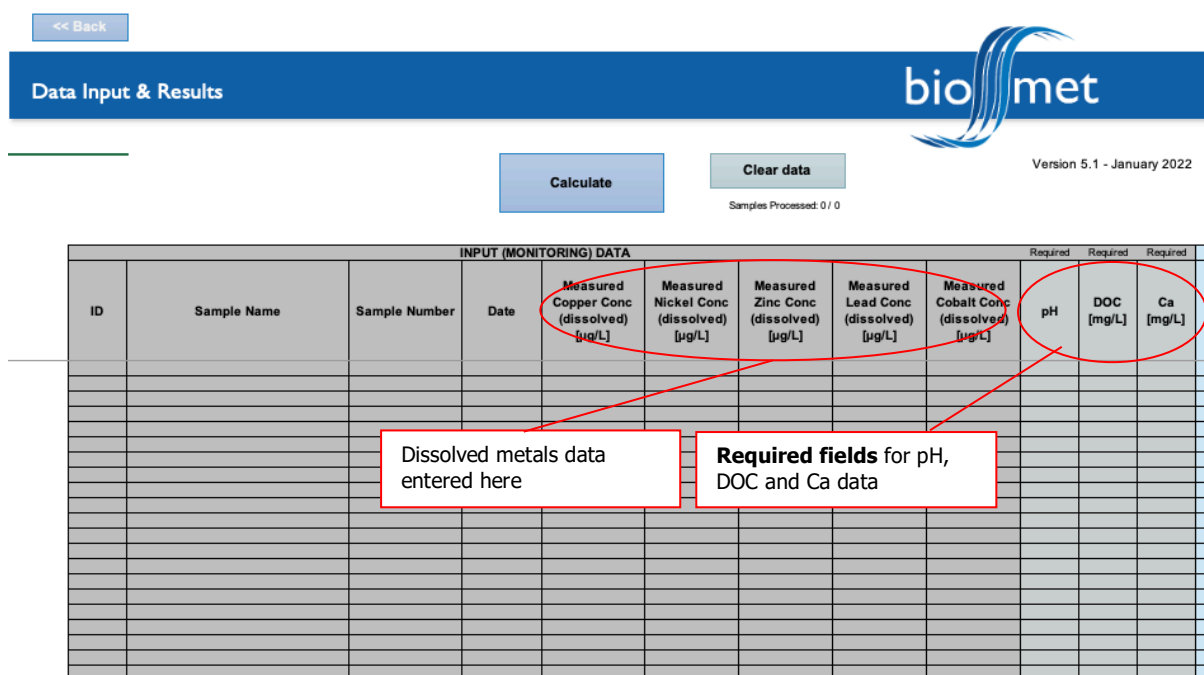 << Back
Data Input & Results
bio met
Calculate
Clear data
Version 5.1 - January 2022
Samples Processed: 0 / 0
INPUT (MONITORING) DATA
Required
Required
Required
ID
Sample Name
Sample Number
Date
Measured
Copper Conc
(dissolved)
[µg/L]
Measured
Nickel Conc
(dissolved)
[µg/L]
Measured
Zinc Conc
(dissolved)
[µg/L]
Measured
Lead Conc
(dissolved)
[µg/L]
Measured
Cobalt Conc
(dissolved)
[µg/L]
pH
DOC
[mg/L]
Ca
[mg/L]
Dissolved metals data
entered here
Required fields for pH,
DOC and Ca data